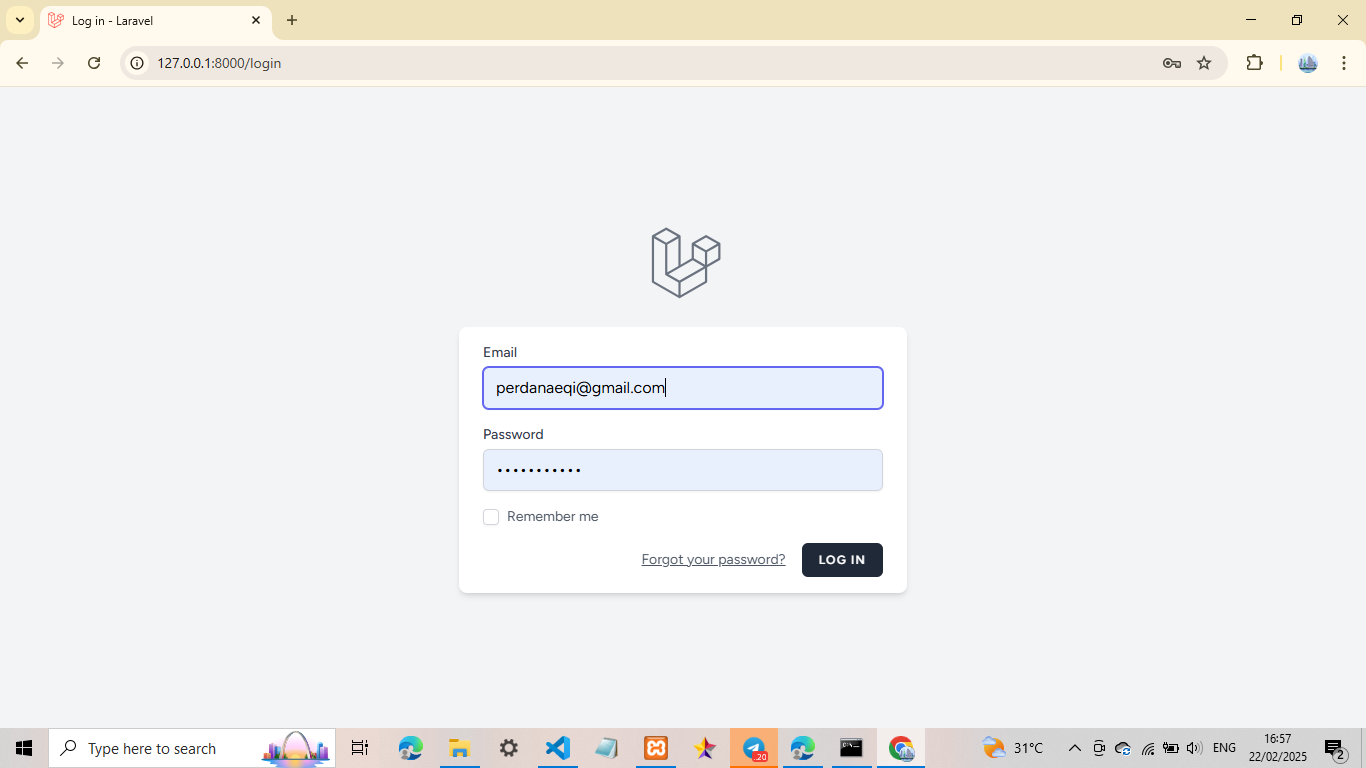 Log in - Laravel
127.0.0.1:8000/login
Email
perdanaeqi@gmail.com
Password
Remember me
Forgot your password?
LOG IN
Type here to search
20
31°C
ENG
16:57
22/02/2025
2